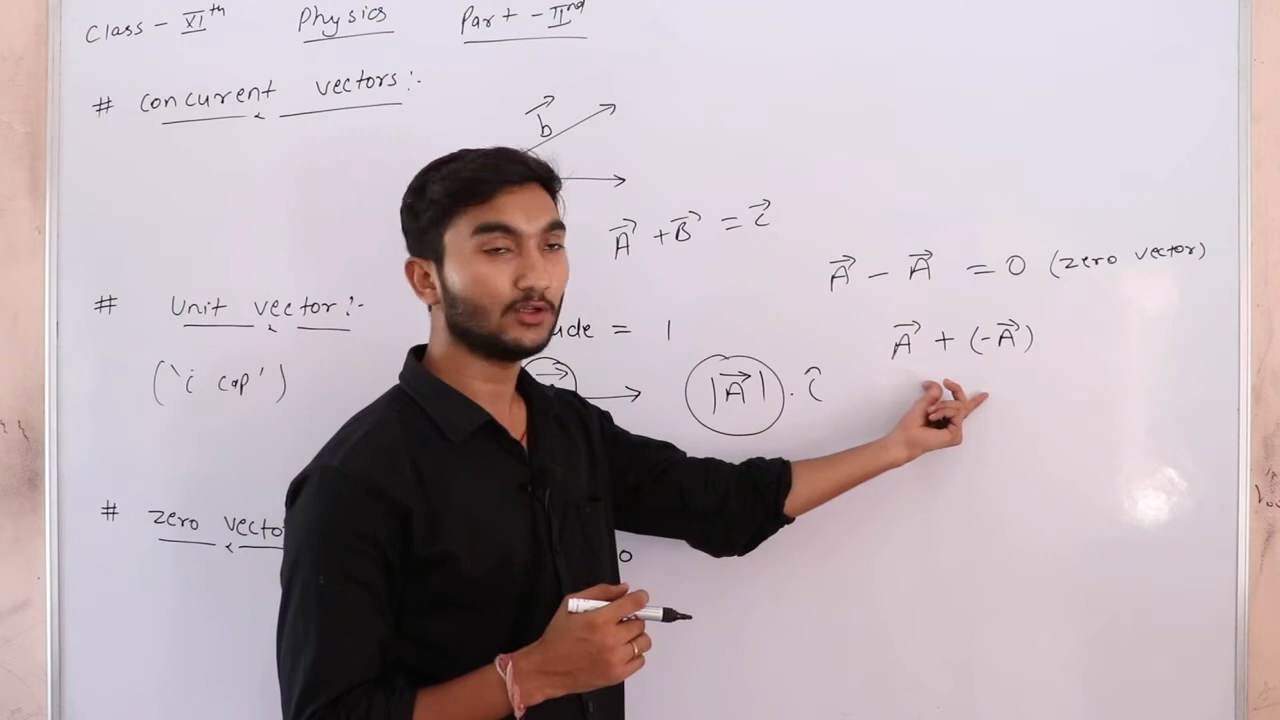 Class - XIth Physics Part - IInd
# Concurent vectors :-
b⃗
A⃗ + B⃗ = c⃗
A⃗ - A⃗ = 0 (zero vector)
# Unit vector :-
ude = 1
A⃗ + (-A⃗)
('i cap')
|A⃗| . î
# zero vecto
0